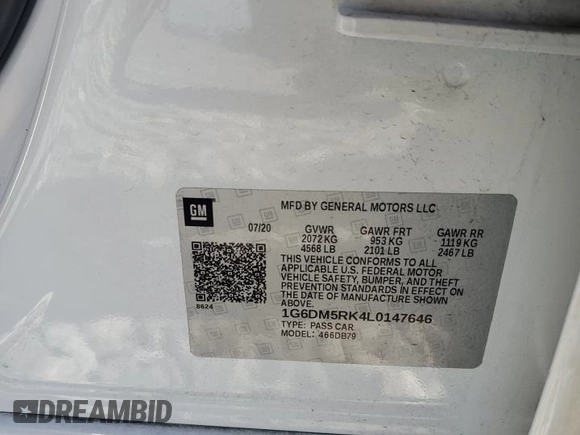 GM
MFD BY GENERAL MOTORS LLC
07/20 GVWR GAWR FRT GAWR RR
2072 KG 953 KG 1119 KG
4568 LB 2101 LB 2467 LB
THIS VEHICLE CONFORMS TO ALL
APPLICABLE U.S. FEDERAL MOTOR
VEHICLE SAFETY, BUMPER, AND THEFT
PREVENTION STANDARDS IN EFFECT ON
THE DATE OF MANUFACTURE SHOWN
ABOVE.
8624
1G6DM5RK4L0147646
TYPE: PASS CAR
MODEL: 466DB79
DREAMBID